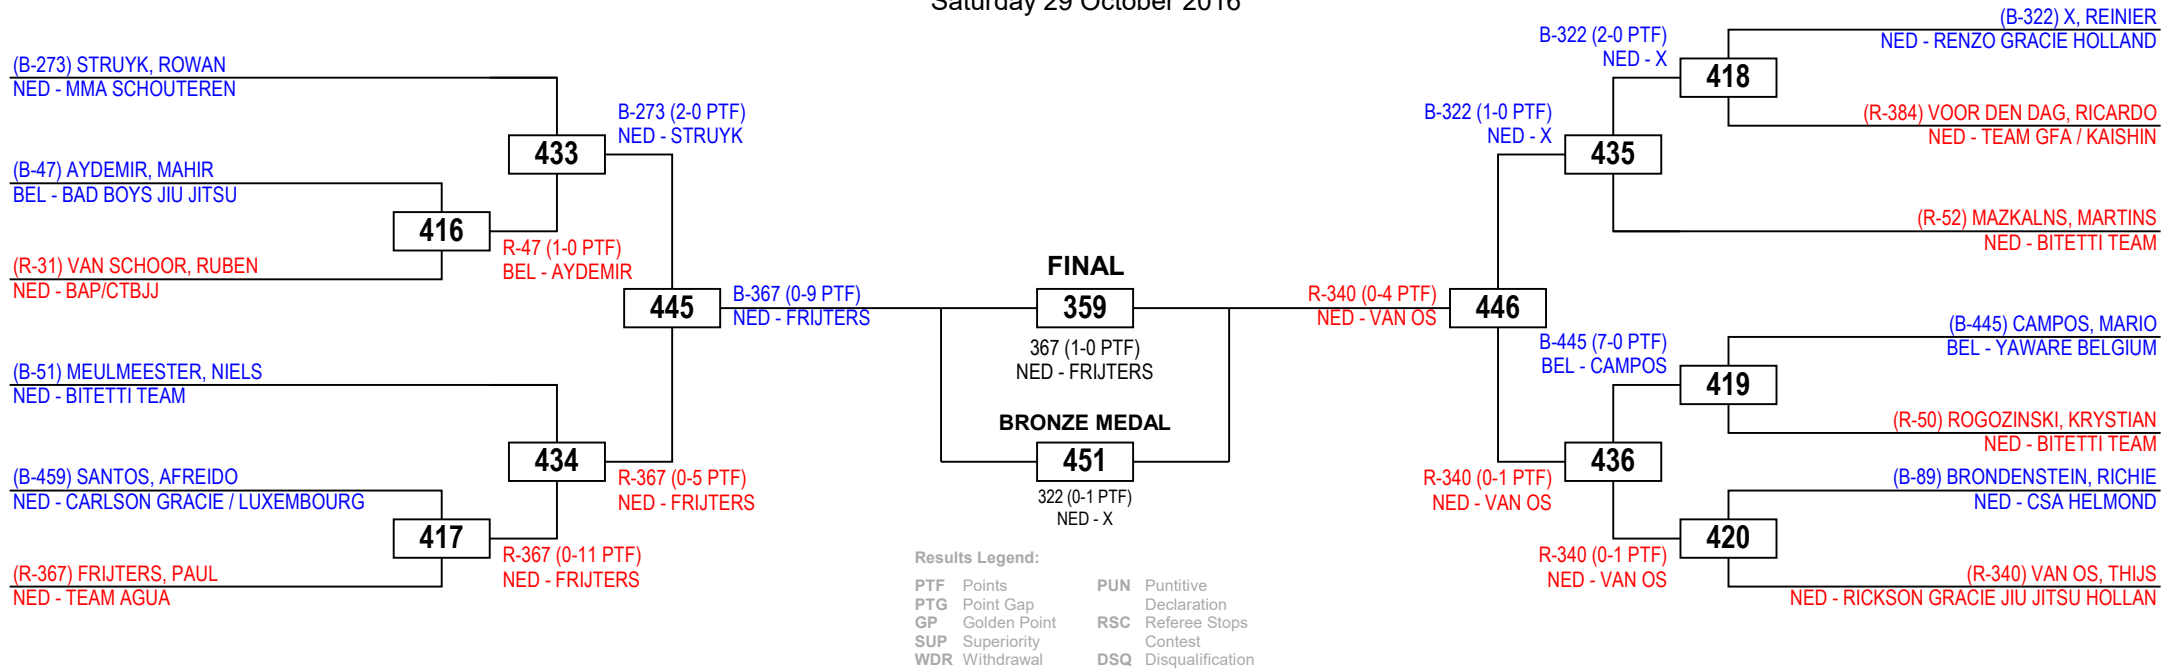 Saturday 29 October 2016
(B-273) STRUYK, ROWAN
NED - MMA SCHOUTEREN
(B-47) AYDEMIR, MAHIR
BEL - BAD BOYS JIU JITSU
(R-31) VAN SCHOOR, RUBEN
NED - BAP/CTBJJ
(B-51) MEULMEESTER, NIELS
NED - BITETTI TEAM
(B-459) SANTOS, AFREIDO
NED - CARLSON GRACIE / LUXEMBOURG
(R-367) FRIJTERS, PAUL
NED - TEAM AGUA
416
R-47 (1-0 PTF)
BEL - AYDEMIR
417
R-367 (0-11 PTF)
NED - FRIJTERS
433
B-273 (2-0 PTF)
NED - STRUYK
434
R-367 (0-5 PTF)
NED - FRIJTERS
445
B-367 (0-9 PTF)
NED - FRIJTERS
FINAL
359
367 (1-0 PTF)
NED - FRIJTERS
BRONZE MEDAL
451
322 (0-1 PTF)
NED - X
R-340 (0-4 PTF)
NED - VAN OS
446
B-322 (1-0 PTF)
NED - X
435
R-340 (0-1 PTF)
NED - VAN OS
436
B-322 (2-0 PTF)
NED - X
418
B-445 (7-0 PTF)
BEL - CAMPOS
419
R-340 (0-1 PTF)
NED - VAN OS
420
(B-322) X, REINIER
NED - RENZO GRACIE HOLLAND
(R-384) VOOR DEN DAG, RICARDO
NED - TEAM GFA / KAISHIN
(R-52) MAZKALNS, MARTINS
NED - BITETTI TEAM
(B-445) CAMPOS, MARIO
BEL - YAWARE BELGIUM
(R-50) ROGOZINSKI, KRYSTIAN
NED - BITETTI TEAM
(B-89) BRONDENSTEIN, RICHIE
NED - CSA HELMOND
(R-340) VAN OS, THIJS
NED - RICKSON GRACIE JIU JITSU HOLLAN
Results Legend:
PTF Points
PTG Point Gap
GP Golden Point
SUP Superiority
WDR Withdrawal
PUN Puntitive
Declaration
RSC Referee Stops
Contest
DSQ Disqualification